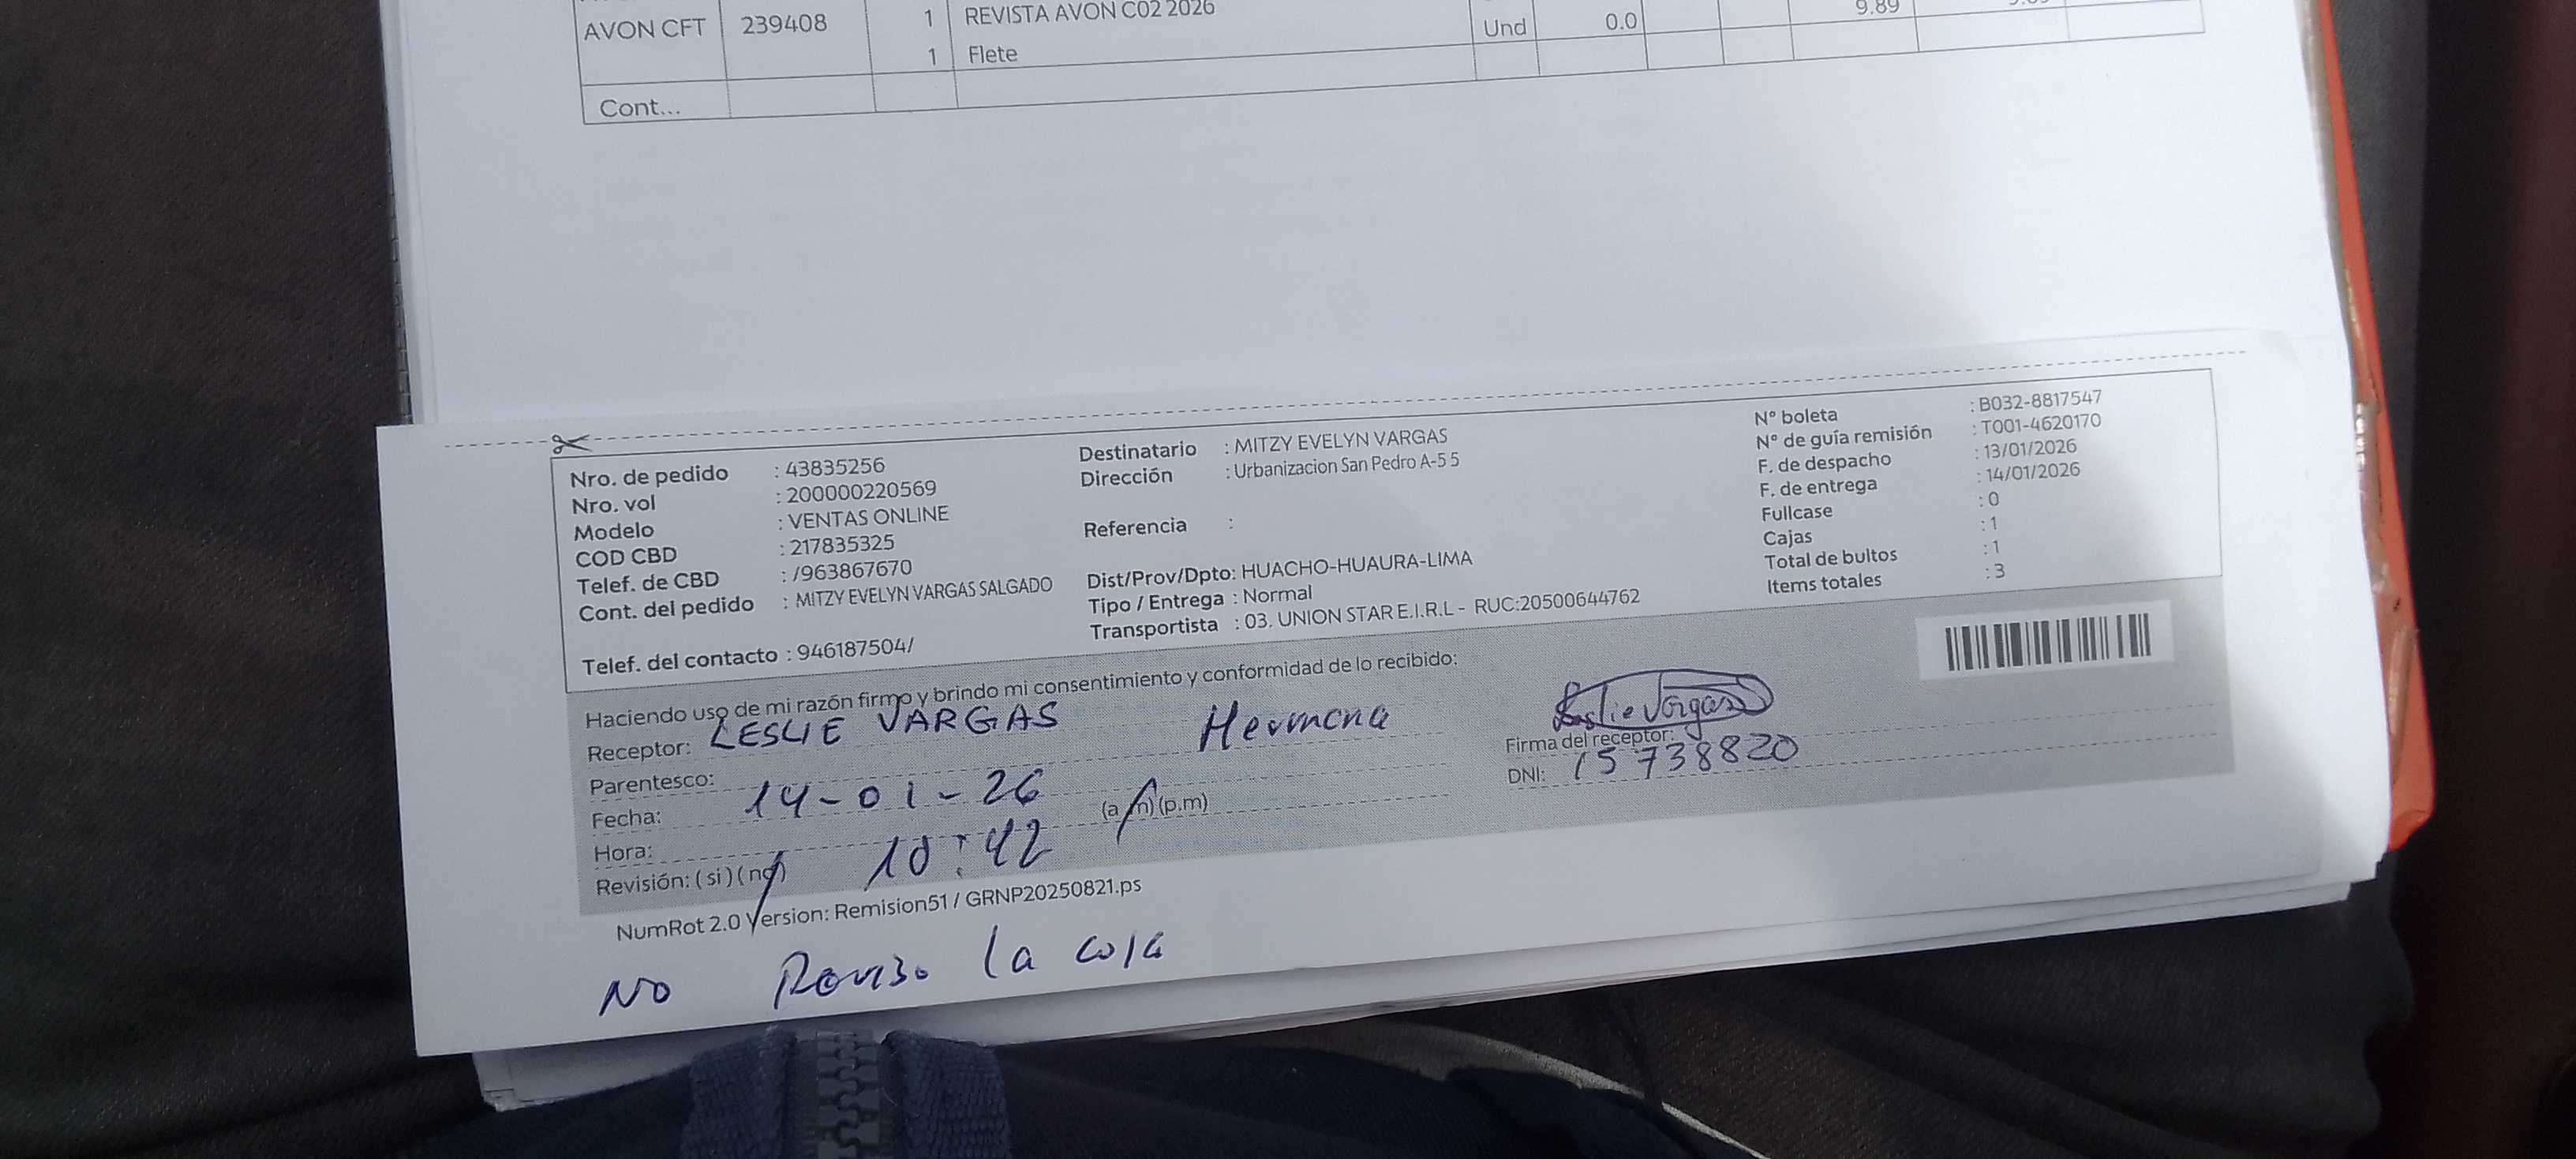 AVON CFT 239408 1 REVISTA AVON C02 2026 Und 0.0 9.89
1 Flete
Cont...
Nro. de pedido : 43835256
Nro. vol : 200000220569
Modelo : VENTAS ONLINE
COD CBD : 217835325
Telef. de CBD : /963867670
Cont. del pedido : MITZY EVELYN VARGAS SALGADO
Telef. del contacto : 946187504/
Destinatario : MITZY EVELYN VARGAS
Dirección : Urbanizacion San Pedro A-5 5
Referencia :
Dist/Prov/Dpto: HUACHO-HUAURA-LIMA
Tipo / Entrega : Normal
Transportista : 03. UNION STAR E.I.R.L - RUC:20500644762
N° boleta : B032-8817547
N° de guía remisión : T001-4620170
F. de despacho : 13/01/2026
F. de entrega : 14/01/2026
Fullcase : 0
Cajas : 1
Total de bultos : 1
Items totales : 3
Haciendo uso de mi razón firmo y brindo mi consentimiento y conformidad de lo recibido:
Receptor: LESLIE VARGAS Hermana
Parentesco:
Fecha: 14-01-26
Hora: 10:42 (a.m) (p.m)
Revisión: ( si ) ( no )
Leslie Vargas
Firma del receptor:
DNI: 15738820
NumRot 2.0 Version: Remision51 / GRNP20250821.ps
NO Reviso la